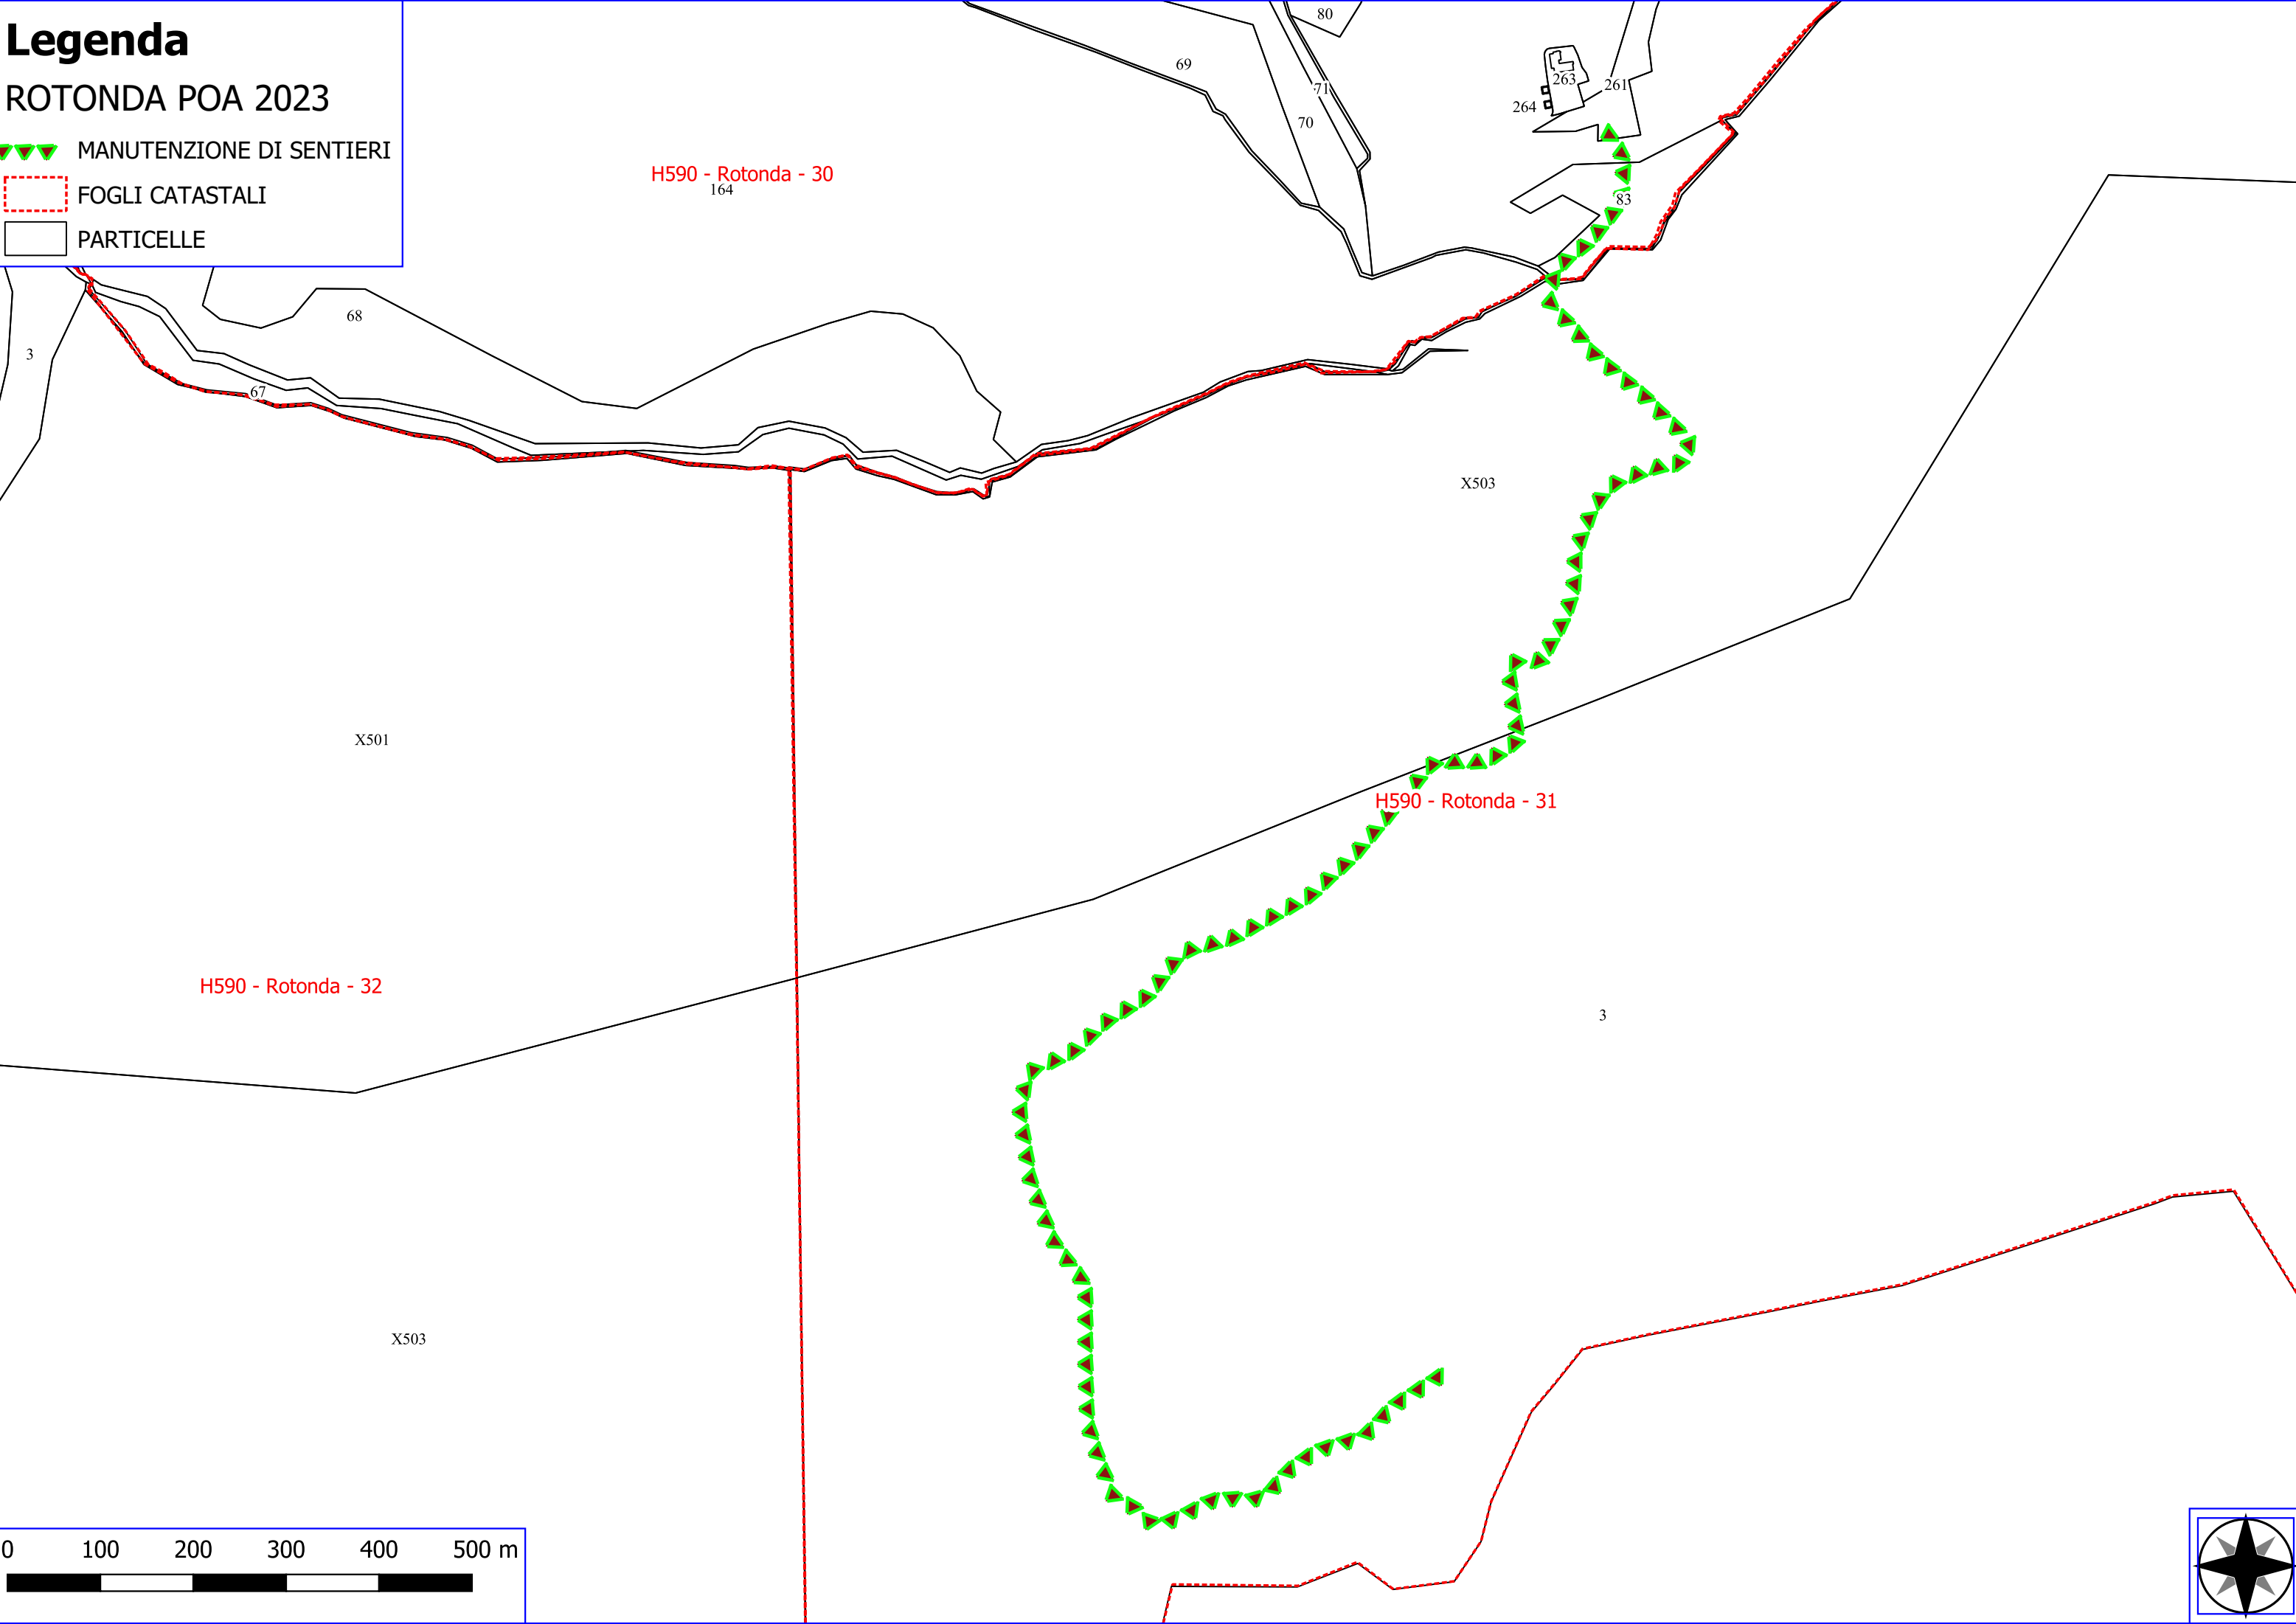 Legenda
ROTONDA POA 2023
MANUTENZIONE DI SENTIERI
FOGLI CATASTALI
PARTICELLE
80
69
71
70
263
261
264
H590 - Rotonda - 30
164
83
68
3
67
X503
X501
H590 - Rotonda - 31
H590 - Rotonda - 32
3
X503
0 100 200 300 400 500 m